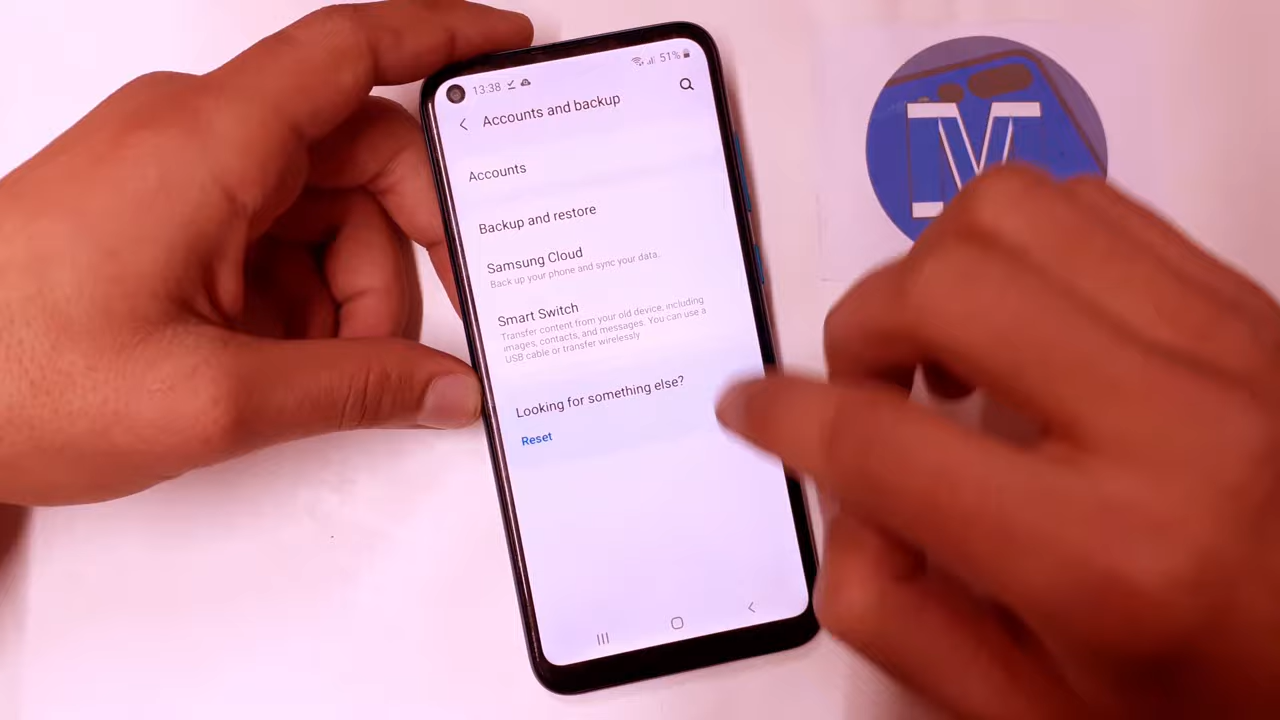 13:38
51%
Accounts and backup
Accounts
Backup and restore
Samsung Cloud
Back up your phone and sync your data.
Smart Switch
Transfer content from your old device, including
images, contacts, and messages. You can use a
USB cable or transfer wirelessly
Looking for something else?
Reset